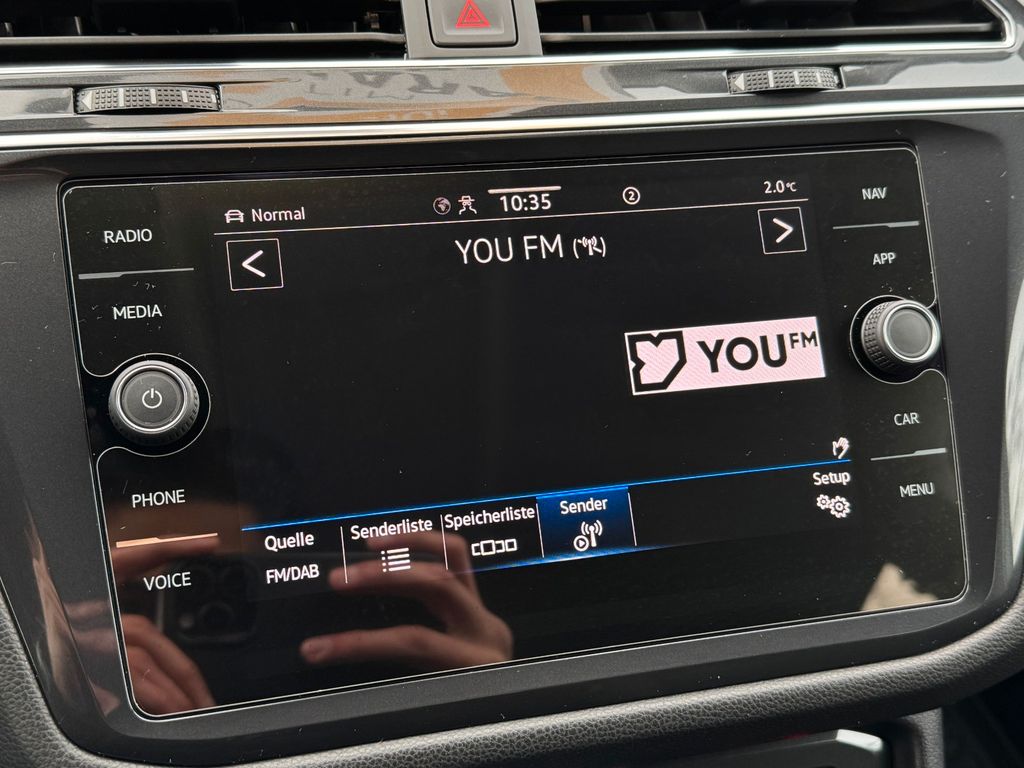 Normal
10:35
2
2.0°C
<
YOU FM
>
YOU FM
RADIO
MEDIA
PHONE
VOICE
NAV
APP
CAR
MENU
Quelle
FM/DAB
Senderliste
Speicherliste
Sender
Setup